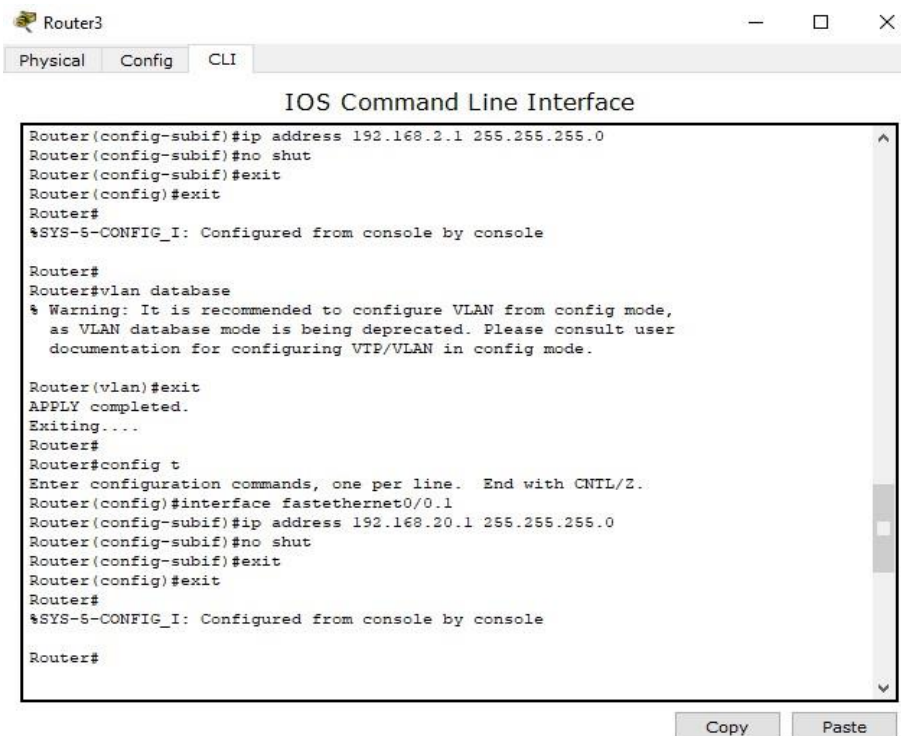 Router3
Physical Config CLI
IOS Command Line Interface
Router(config-subif)#ip address 192.168.2.1 255.255.255.0
Router(config-subif)#no shut
Router(config-subif)#exit
Router(config)#exit
Router#
%SYS-5-CONFIG_I: Configured from console by console
Router#
Router#vlan database
% Warning: It is recommended to configure VLAN from config mode,
as VLAN database mode is being deprecated. Please consult user
documentation for configuring VTP/VLAN in config mode.
Router(vlan)#exit
APPLY completed.
Exiting....
Router#
Router#config t
Enter configuration commands, one per line. End with CNTL/Z.
Router(config)#interface fastethernet0/0.1
Router(config-subif)#ip address 192.168.20.1 255.255.255.0
Router(config-subif)#no shut
Router(config-subif)#exit
Router(config)#exit
Router#
%SYS-5-CONFIG_I: Configured from console by console
Router#
Copy Paste